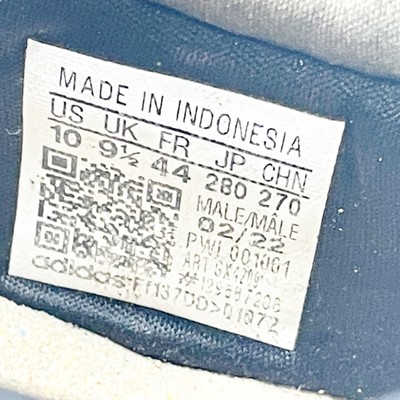 MADE IN INDONESIA
US UK FR JP CHN
10 9½ 44 280 270
MALE/MÂLE
02/22
PWI 001001
ART
adidas